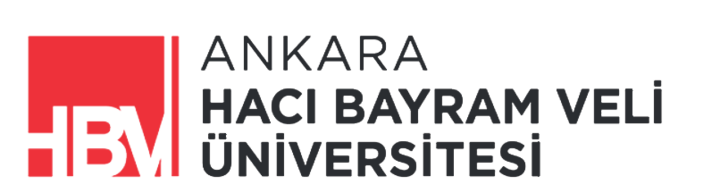 HBV
ANKARA
HACI BAYRAM VELİ
ÜNİVERSİTESİ